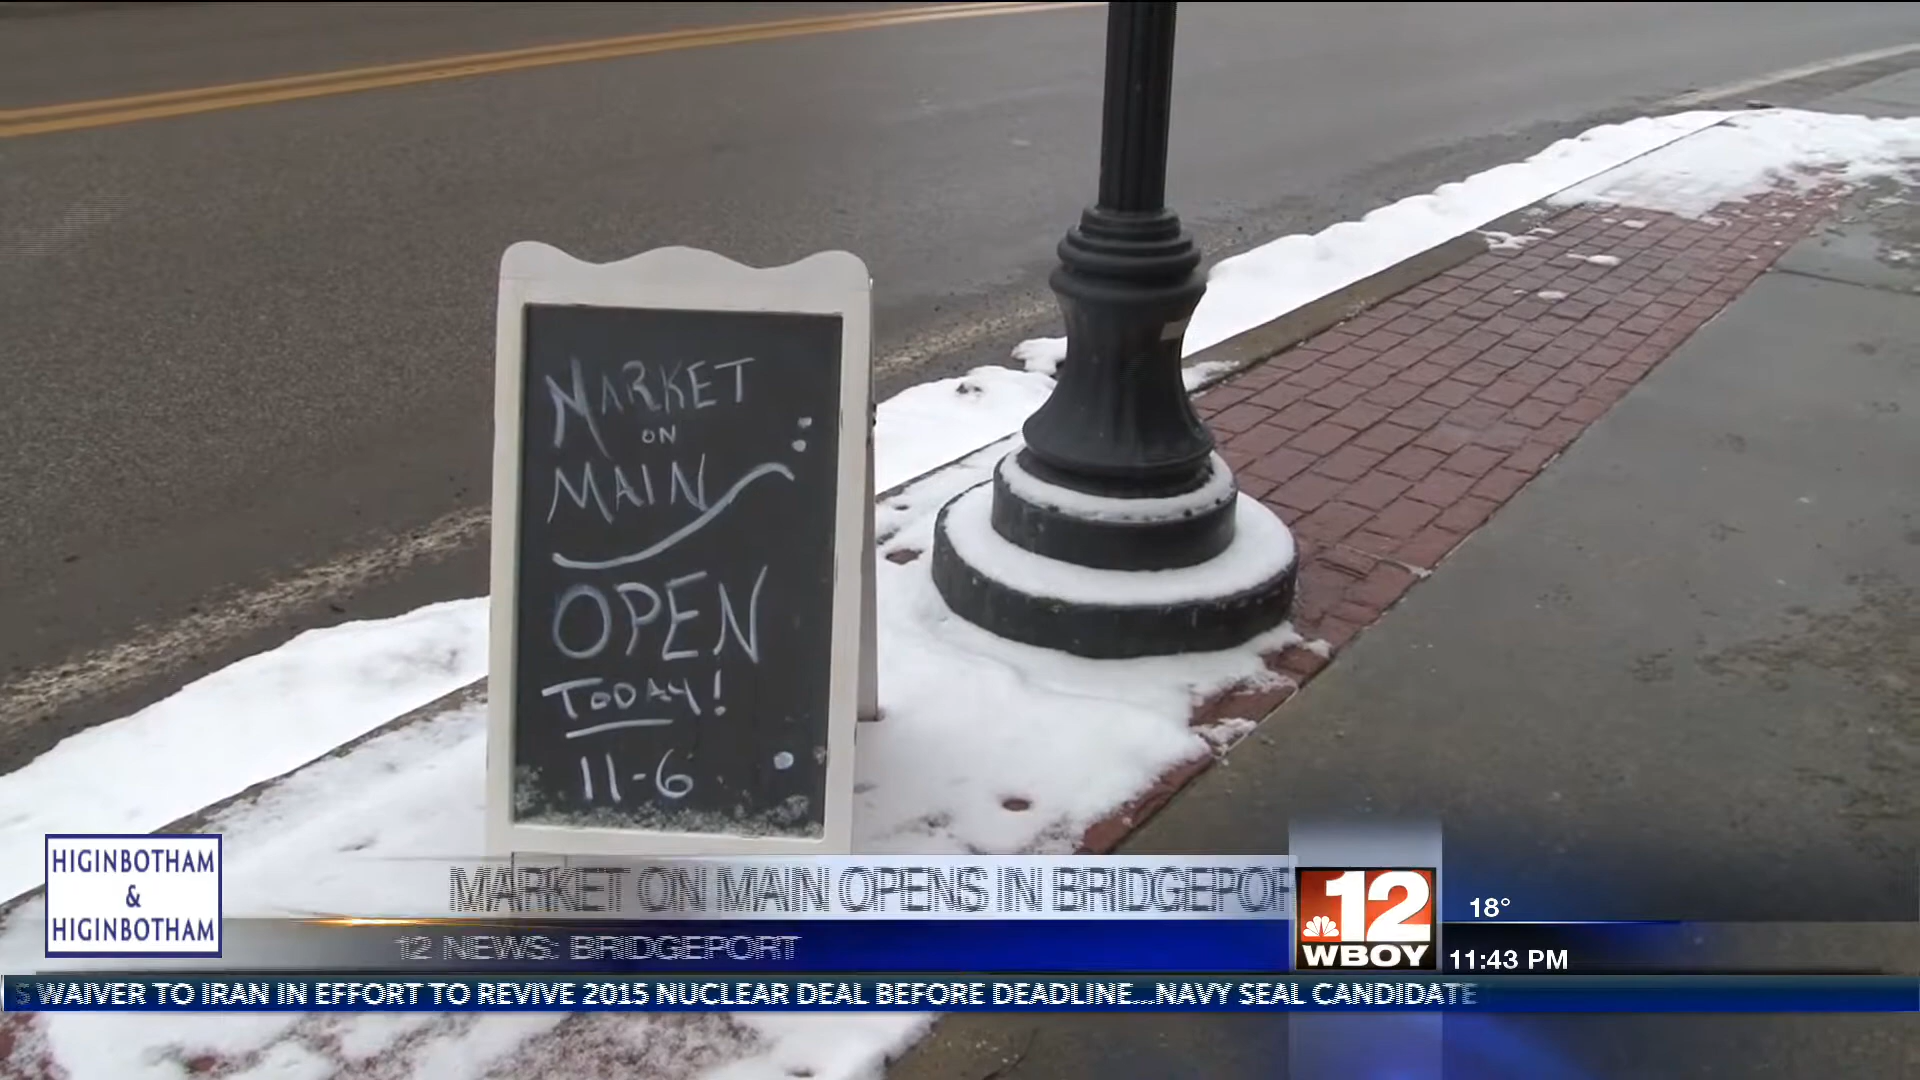 MARKET
ON
MAIN
OPEN
TODAY!
11-6
HIGINBOTHAM
&
HIGINBOTHAM
MARKET ON MAIN OPENS IN BRIDGEPOR
12 NEWS: BRIDGEPORT
12
WBOY
18°
11:43 PM
S WAIVER TO IRAN IN EFFORT TO REVIVE 2015 NUCLEAR DEAL BEFORE DEADLINE...NAVY SEAL CANDIDATE